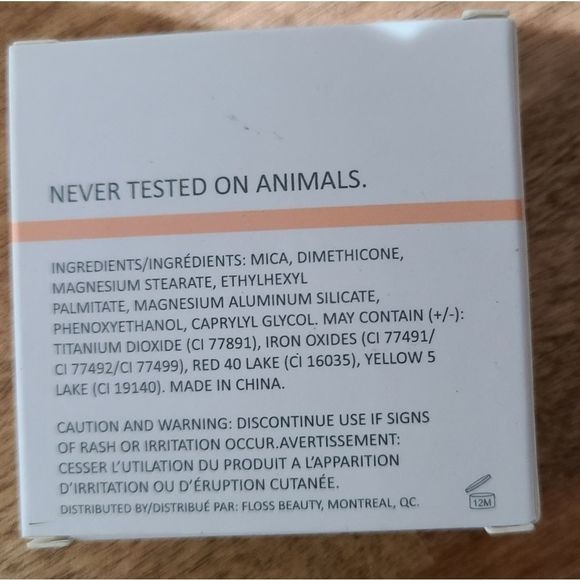 NEVER TESTED ON ANIMALS.
INGREDIENTS/INGRÉDIENTS: MICA, DIMETHICONE,
MAGNESIUM STEARATE, ETHYLHEXYL
PALMITATE, MAGNESIUM ALUMINUM SILICATE,
PHENOXYETHANOL, CAPRYLYL GLYCOL. MAY CONTAIN (+/-):
TITANIUM DIOXIDE (CI 77891), IRON OXIDES (CI 77491/
CI 77492/CI 77499), RED 40 LAKE (CI 16035), YELLOW 5
LAKE (CI 19140). MADE IN CHINA.
CAUTION AND WARNING: DISCONTINUE USE IF SIGNS
OF RASH OR IRRITATION OCCUR.AVERTISSEMENT:
CESSER L’UTILATION DU PRODUIT A L’APPARITION
D’IRRITATION OU D’ÉRUPTION CUTANÉE.
DISTRIBUTED BY/DISTRIBUÉ PAR: FLOSS BEAUTY, MONTREAL, QC.
12M